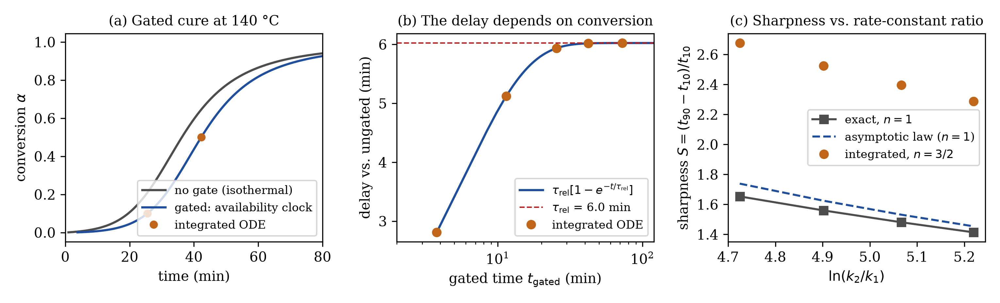 (a) Gated cure at 140 °C
conversion α
1.0
0.8
0.6
0.4
0.2
0.0
no gate (isothermal)
gated: availability clock
integrated ODE
0 20 40 60 80
time (min)
(b) The delay depends on conversion
delay vs. ungated (min)
6
5
4
3
τ_rel[1 − e^{−t/τ_rel}]
τ_rel = 6.0 min
integrated ODE
10¹ 10²
gated time t_gated (min)
(c) Sharpness vs. rate-constant ratio
sharpness S = (t₉₀ − t₁₀)/t₁₀
2.6
2.4
2.2
2.0
1.8
1.6
1.4
exact, n = 1
asymptotic law (n = 1)
integrated, n = 3/2
4.7 4.8 4.9 5.0 5.1 5.2
ln(k₂/k₁)